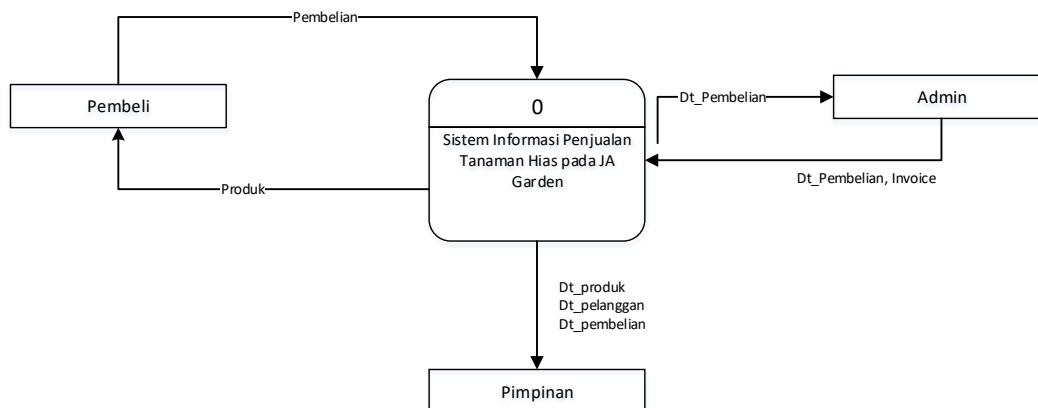 Pembelian
Pembeli
0
Sistem Informasi Penjualan
Tanaman Hias pada JA
Garden
Dt_Pembelian
Admin
Dt_Pembelian, Invoice
Produk
Dt_produk
Dt_pelanggan
Dt_pembelian
Pimpinan